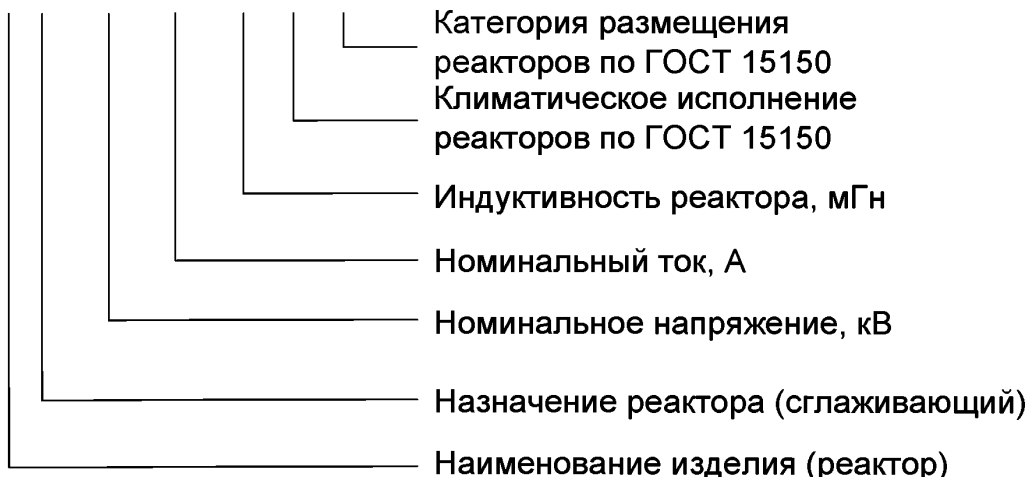 Категория размещения
реакторов по ГОСТ 15150
Климатическое исполнение
реакторов по ГОСТ 15150
Индуктивность реактора, мГн
Номинальный ток, А
Номинальное напряжение, кВ
Назначение реактора (сглаживающий)
Наименование изделия (реактор)